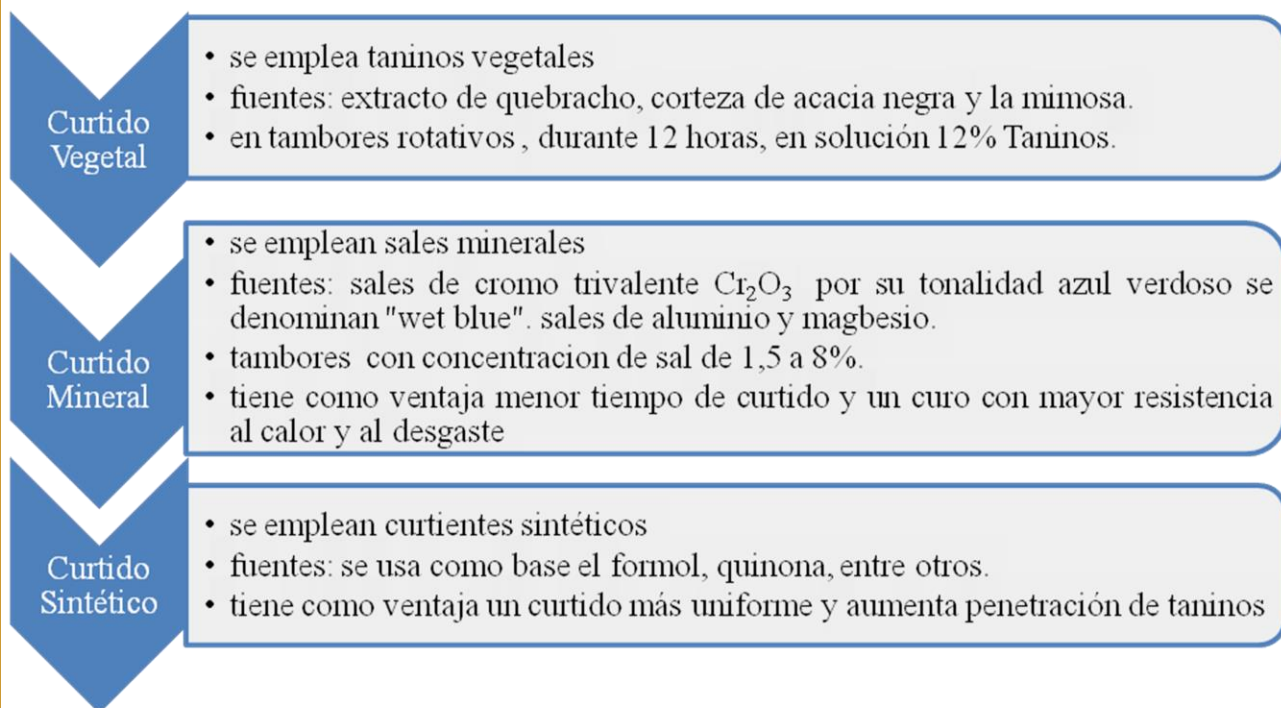 Curtido
Vegetal
• se emplea taninos vegetales
• fuentes: extracto de quebracho, corteza de acacia negra y la mimosa.
• en tambores rotativos , durante 12 horas, en solución 12% Taninos.
Curtido
Mineral
• se emplean sales minerales
• fuentes: sales de cromo trivalente Cr₂O₃ por su tonalidad azul verdoso se
denominan "wet blue". sales de aluminio y magbesio.
• tambores con concentracion de sal de 1,5 a 8%.
• tiene como ventaja menor tiempo de curtido y un curo con mayor resistencia
al calor y al desgaste
Curtido
Sintético
• se emplean curtientes sintéticos
• fuentes: se usa como base el formol, quinona, entre otros.
• tiene como ventaja un curtido más uniforme y aumenta penetración de taninos